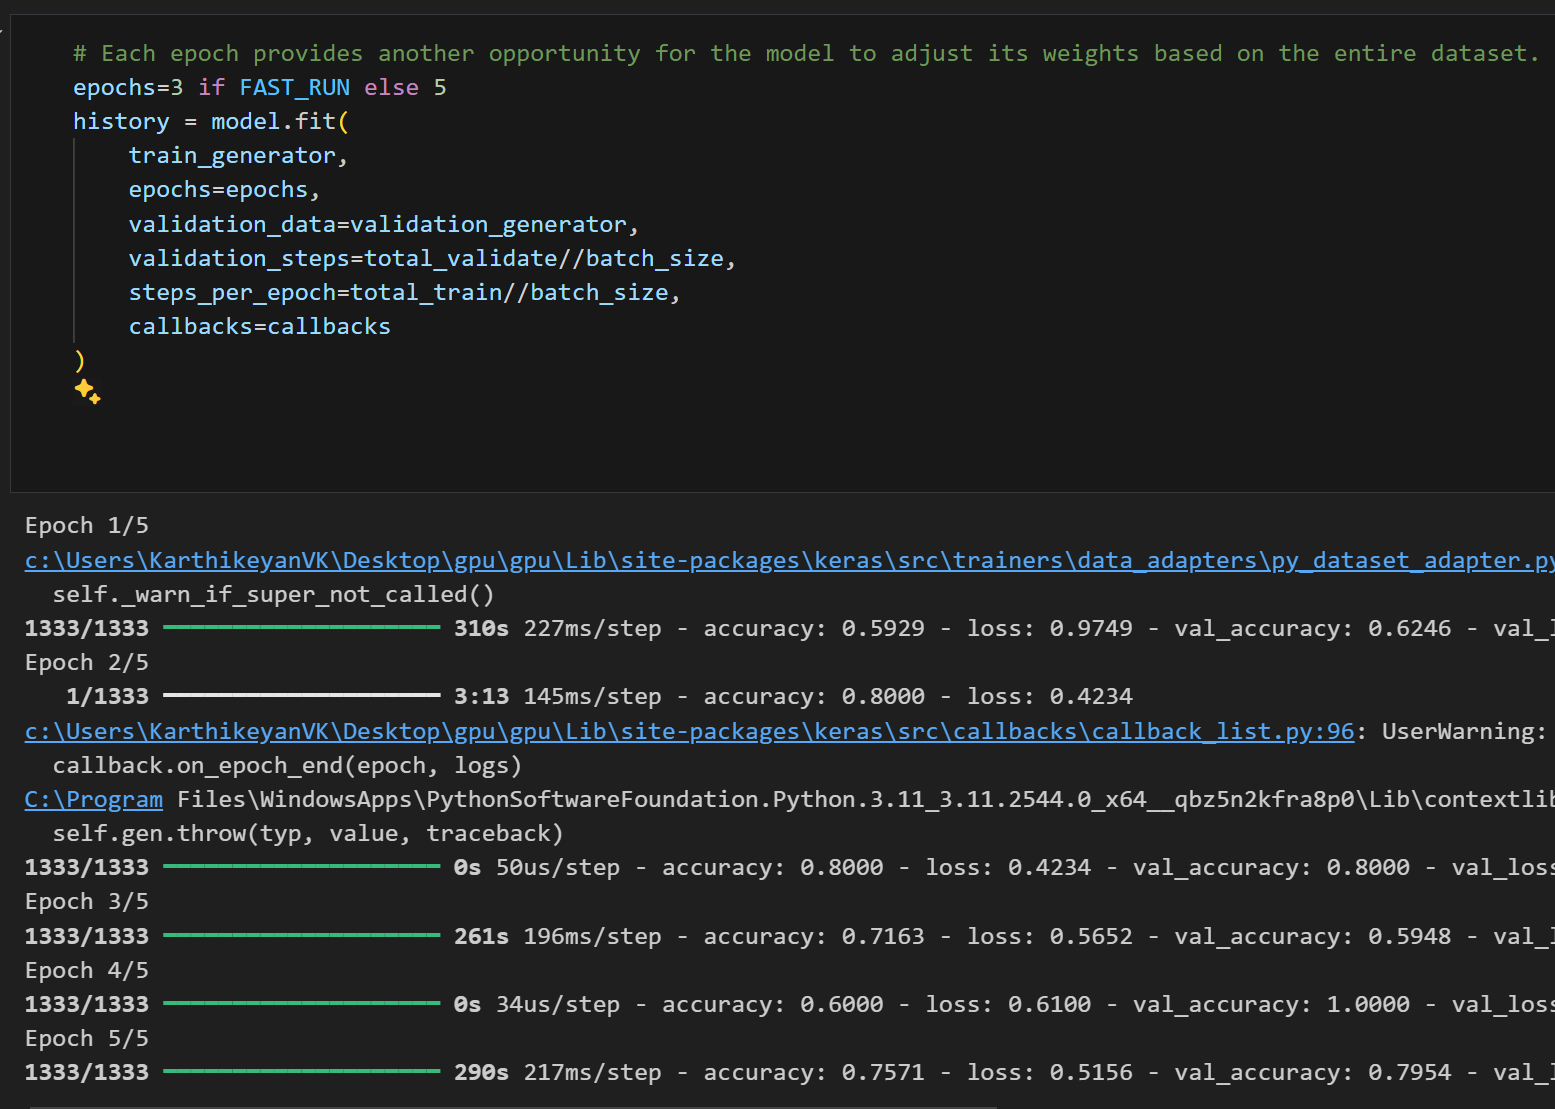 # Each epoch provides another opportunity for the model to adjust its weights based on the entire dataset.
epochs=3 if FAST_RUN else 5
history = model.fit(
    train_generator,
    epochs=epochs,
    validation_data=validation_generator,
    validation_steps=total_validate//batch_size,
    steps_per_epoch=total_train//batch_size,
    callbacks=callbacks
)
Epoch 1/5
c:\Users\KarthikeyanVK\Desktop\gpu\gpu\Lib\site-packages\keras\src\trainers\data_adapters\py_dataset_adapter.py
  self._warn_if_super_not_called()
1333/1333 ━━━━━━━━━━━━━━━━━━━━ 310s 227ms/step - accuracy: 0.5929 - loss: 0.9749 - val_accuracy: 0.6246 - val_l
Epoch 2/5
   1/1333 ━━━━━━━━━━━━━━━━━━━━ 3:13 145ms/step - accuracy: 0.8000 - loss: 0.4234
c:\Users\KarthikeyanVK\Desktop\gpu\gpu\Lib\site-packages\keras\src\callbacks\callback_list.py:96: UserWarning:
  callback.on_epoch_end(epoch, logs)
C:\Program Files\WindowsApps\PythonSoftwareFoundation.Python.3.11_3.11.2544.0_x64__qbz5n2kfra8p0\Lib\contextlib
  self.gen.throw(typ, value, traceback)
1333/1333 ━━━━━━━━━━━━━━━━━━━━ 0s 50us/step - accuracy: 0.8000 - loss: 0.4234 - val_accuracy: 0.8000 - val_loss
Epoch 3/5
1333/1333 ━━━━━━━━━━━━━━━━━━━━ 261s 196ms/step - accuracy: 0.7163 - loss: 0.5652 - val_accuracy: 0.5948 - val_l
Epoch 4/5
1333/1333 ━━━━━━━━━━━━━━━━━━━━ 0s 34us/step - accuracy: 0.6000 - loss: 0.6100 - val_accuracy: 1.0000 - val_loss
Epoch 5/5
1333/1333 ━━━━━━━━━━━━━━━━━━━━ 290s 217ms/step - accuracy: 0.7571 - loss: 0.5156 - val_accuracy: 0.7954 - val_l